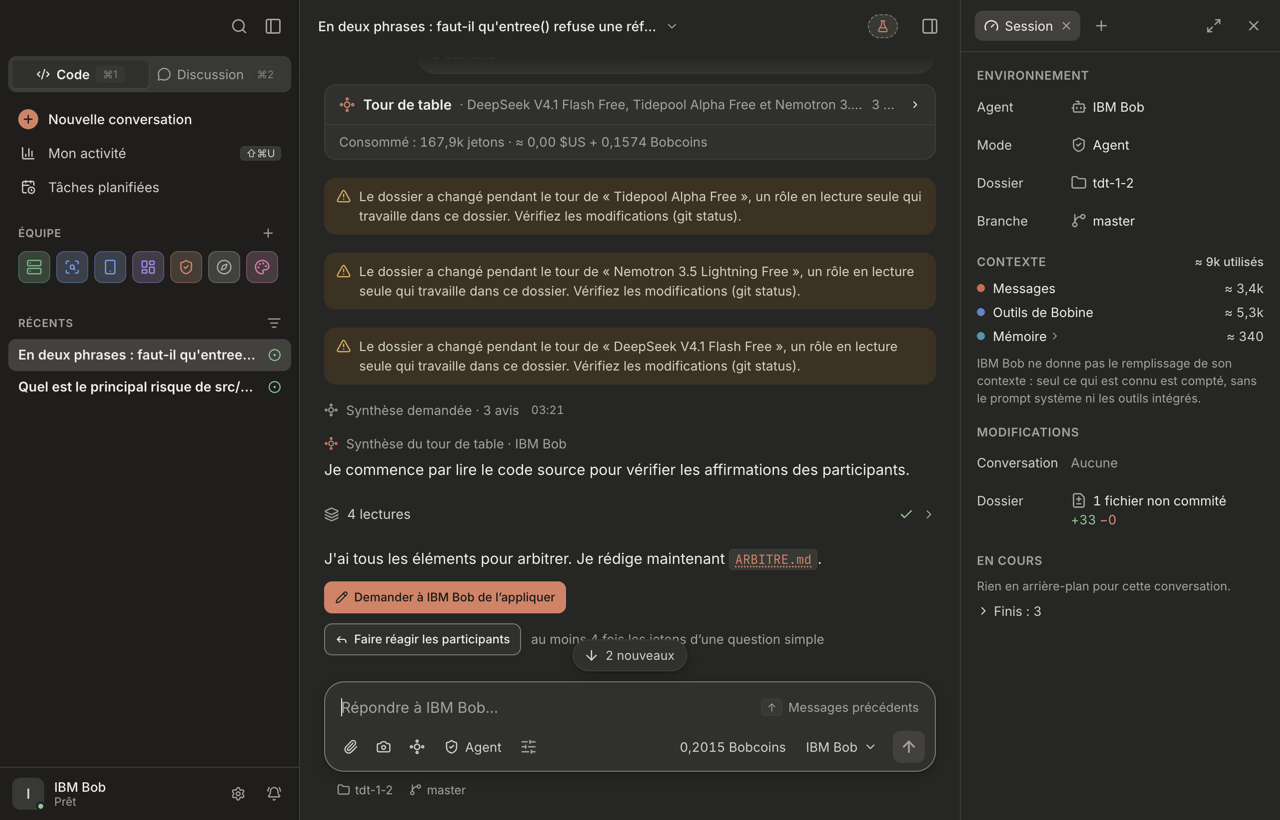 Code ⌘1
Discussion ⌘2
Nouvelle conversation
Mon activité ⇧⌘U
Tâches planifiées
ÉQUIPE
RÉCENTS
En deux phrases : faut-il qu'entree…
Quel est le principal risque de src/…
I
IBM Bob
Prêt
En deux phrases : faut-il qu'entree() refuse une réf…
Tour de table · DeepSeek V4.1 Flash Free, Tidepool Alpha Free et Nemotron 3.… 3 …
Consommé : 167,9k jetons · ≈ 0,00 $US + 0,1574 Bobcoins
Le dossier a changé pendant le tour de « Tidepool Alpha Free », un rôle en lecture seule qui
travaille dans ce dossier. Vérifiez les modifications (git status).
Le dossier a changé pendant le tour de « Nemotron 3.5 Lightning Free », un rôle en lecture
seule qui travaille dans ce dossier. Vérifiez les modifications (git status).
Le dossier a changé pendant le tour de « DeepSeek V4.1 Flash Free », un rôle en lecture
seule qui travaille dans ce dossier. Vérifiez les modifications (git status).
Synthèse demandée · 3 avis 03:21
Synthèse du tour de table · IBM Bob
Je commence par lire le code source pour vérifier les affirmations des participants.
4 lectures
J'ai tous les éléments pour arbitrer. Je rédige maintenant ARBITRE.md.
Demander à IBM Bob de l’appliquer
Faire réagir les participants au moins 4 fois les jetons d’une question simple
2 nouveaux
Répondre à IBM Bob… Messages précédents
Agent 0,2015 Bobcoins IBM Bob
tdt-1-2 master
Session
ENVIRONNEMENT
Agent IBM Bob
Mode Agent
Dossier tdt-1-2
Branche master
CONTEXTE ≈ 9k utilisés
Messages ≈ 3,4k
Outils de Bobine ≈ 5,3k
Mémoire ≈ 340
IBM Bob ne donne pas le remplissage de son
contexte : seul ce qui est connu est compté, sans
le prompt système ni les outils intégrés.
MODIFICATIONS
Conversation Aucune
Dossier 1 fichier non commité
+33 −0
EN COURS
Rien en arrière-plan pour cette conversation.
Finis : 3